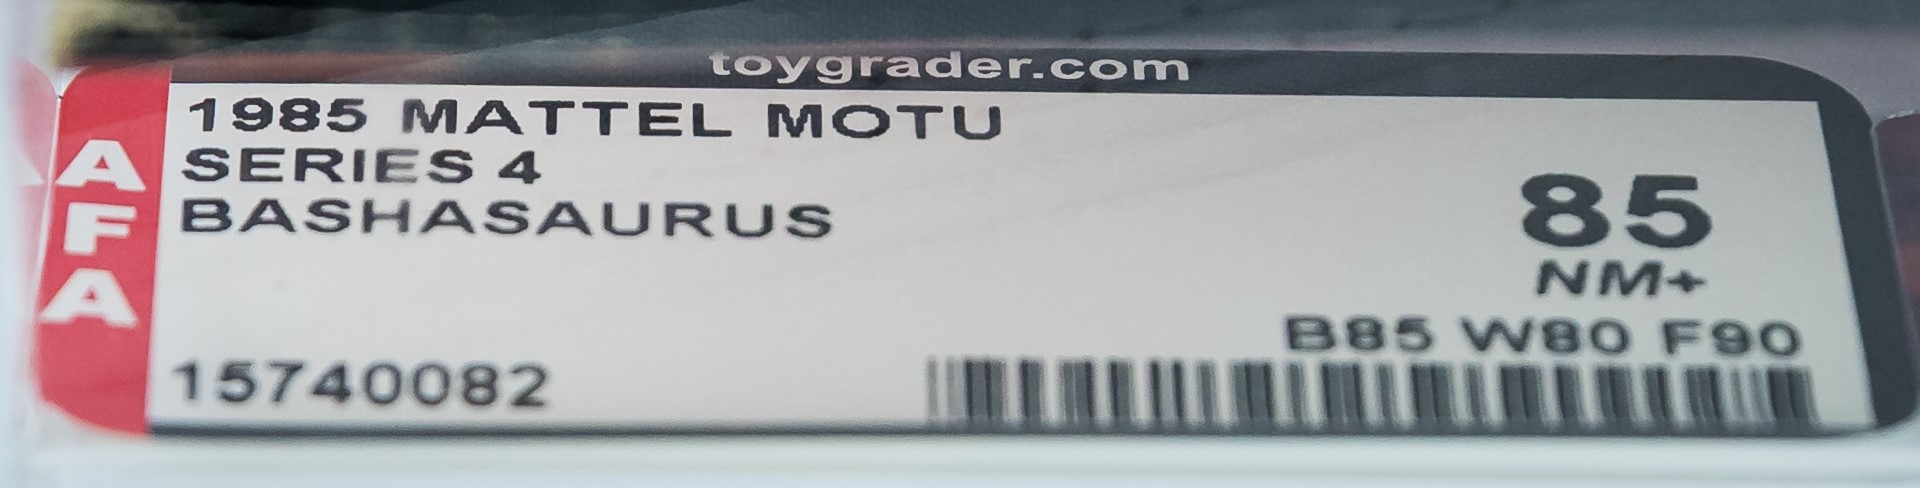 toygrader.com
AFA
1985 MATTEL MOTU
SERIES 4
BASHASAURUS
85
NM+
B85 W80 F90
15740082